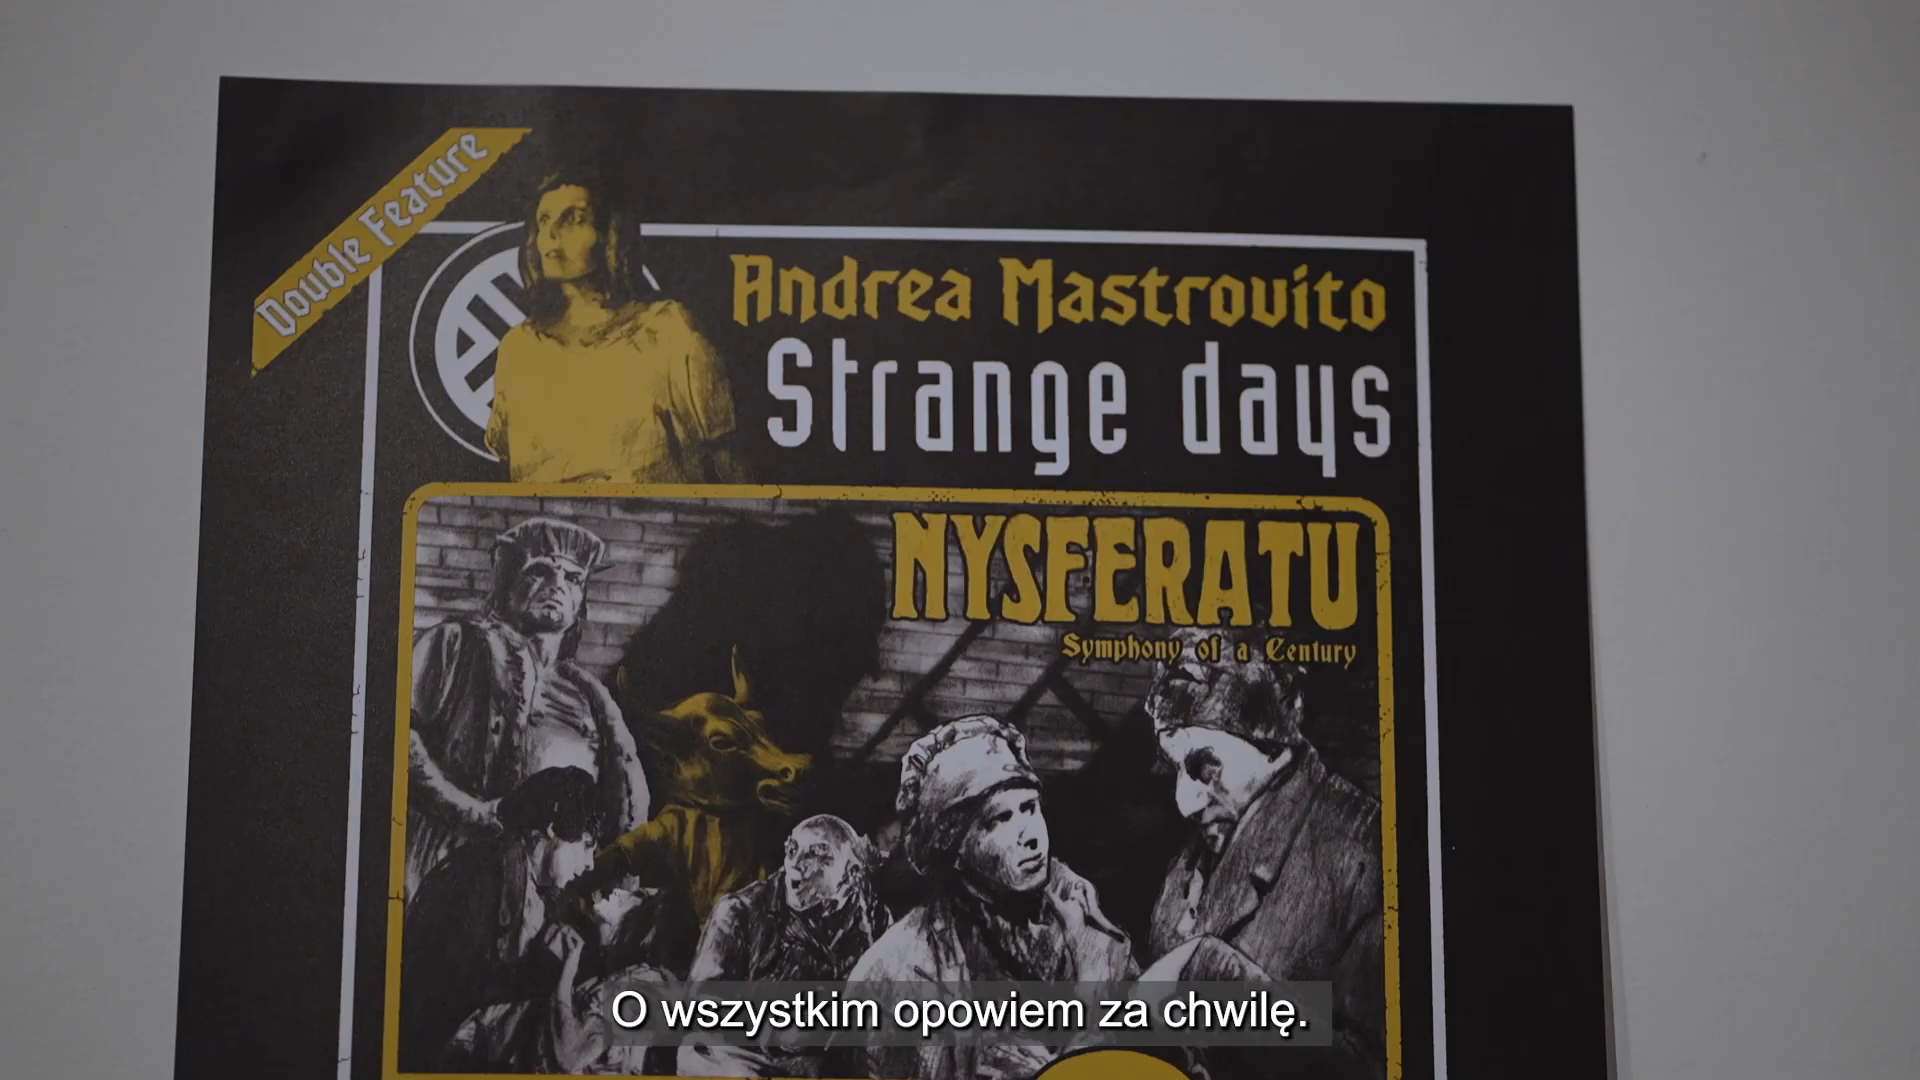 Double Feature
Andrea Mastrovito
Strange days
NYSFERATU
Symphony of a Century
O wszystkim opowiem za chwilę.